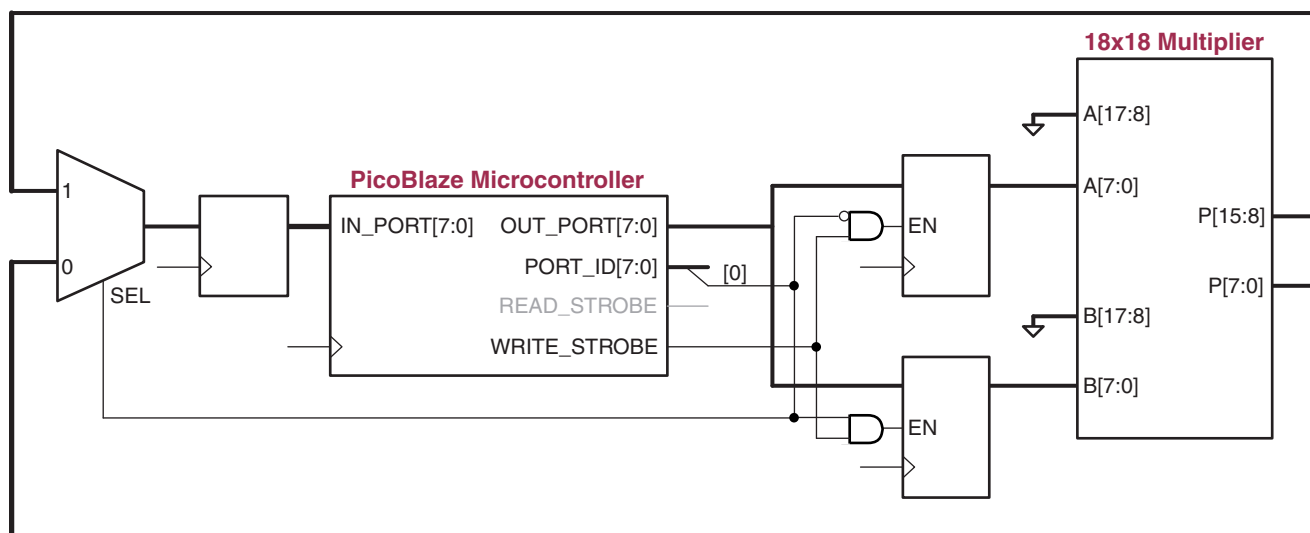 18x18 Multiplier
A[17:8]
PicoBlaze Microcontroller
1
A[7:0]
IN_PORT[7:0]
OUT_PORT[7:0]
EN
P[15:8]
0
PORT_ID[7:0]
[0]
P[7:0]
SEL
READ_STROBE
B[17:8]
WRITE_STROBE
B[7:0]
EN